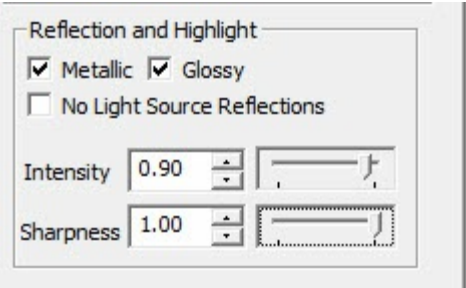 Reflection and Highlight
Metallic Glossy
No Light Source Reflections
Intensity 0.90
Sharpness 1.00